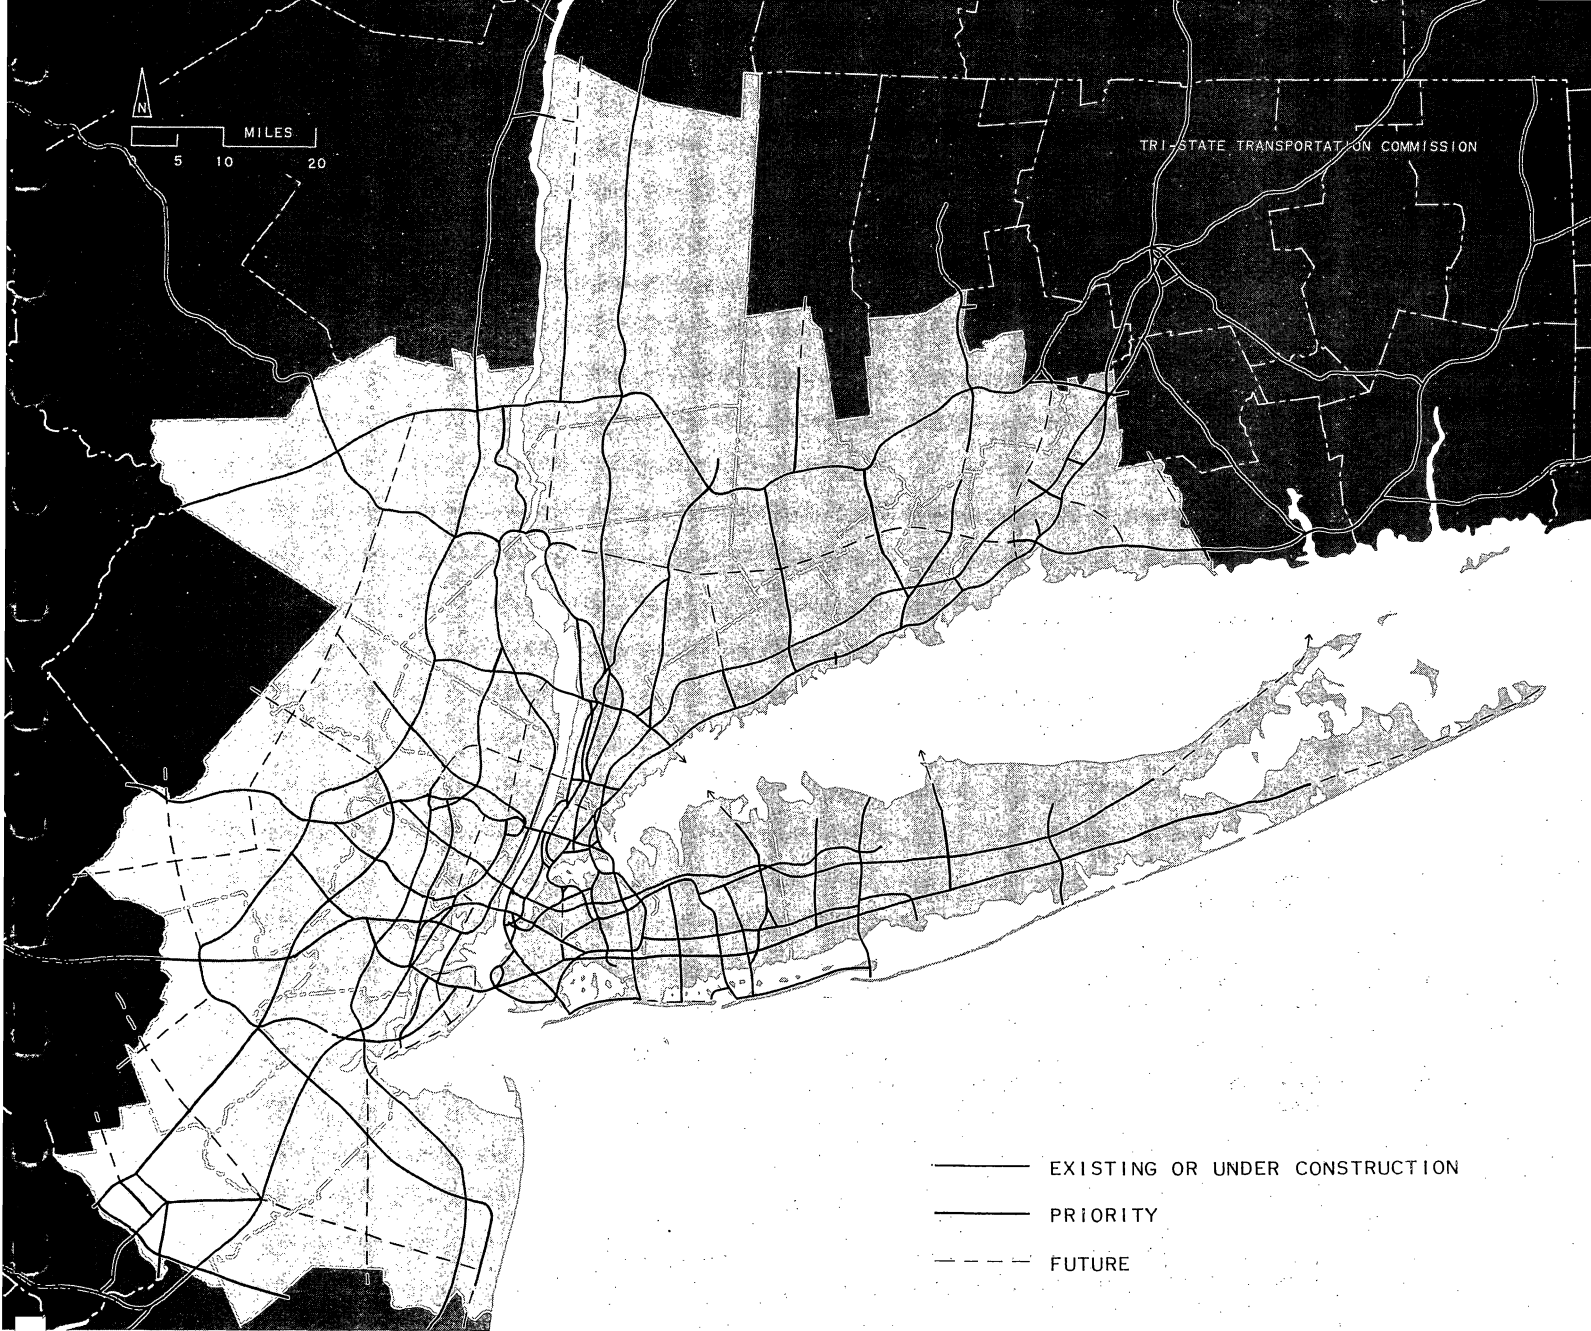 N
MILES
0 5 10 20
TRI-STATE TRANSPORTATION COMMISSION
EXISTING OR UNDER CONSTRUCTION
PRIORITY
FUTURE